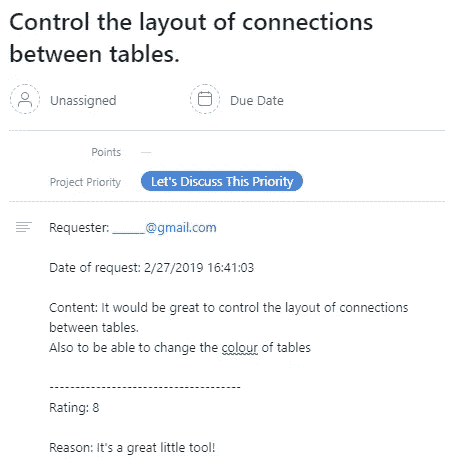 Control the layout of connections
between tables.
Unassigned
Due Date
Points —
Project Priority Let's Discuss This Priority
Requester: _____@gmail.com
Date of request: 2/27/2019 16:41:03
Content: It would be great to control the layout of connections
between tables.
Also to be able to change the colour of tables
-------------------------------------
Rating: 8
Reason: It's a great little tool!